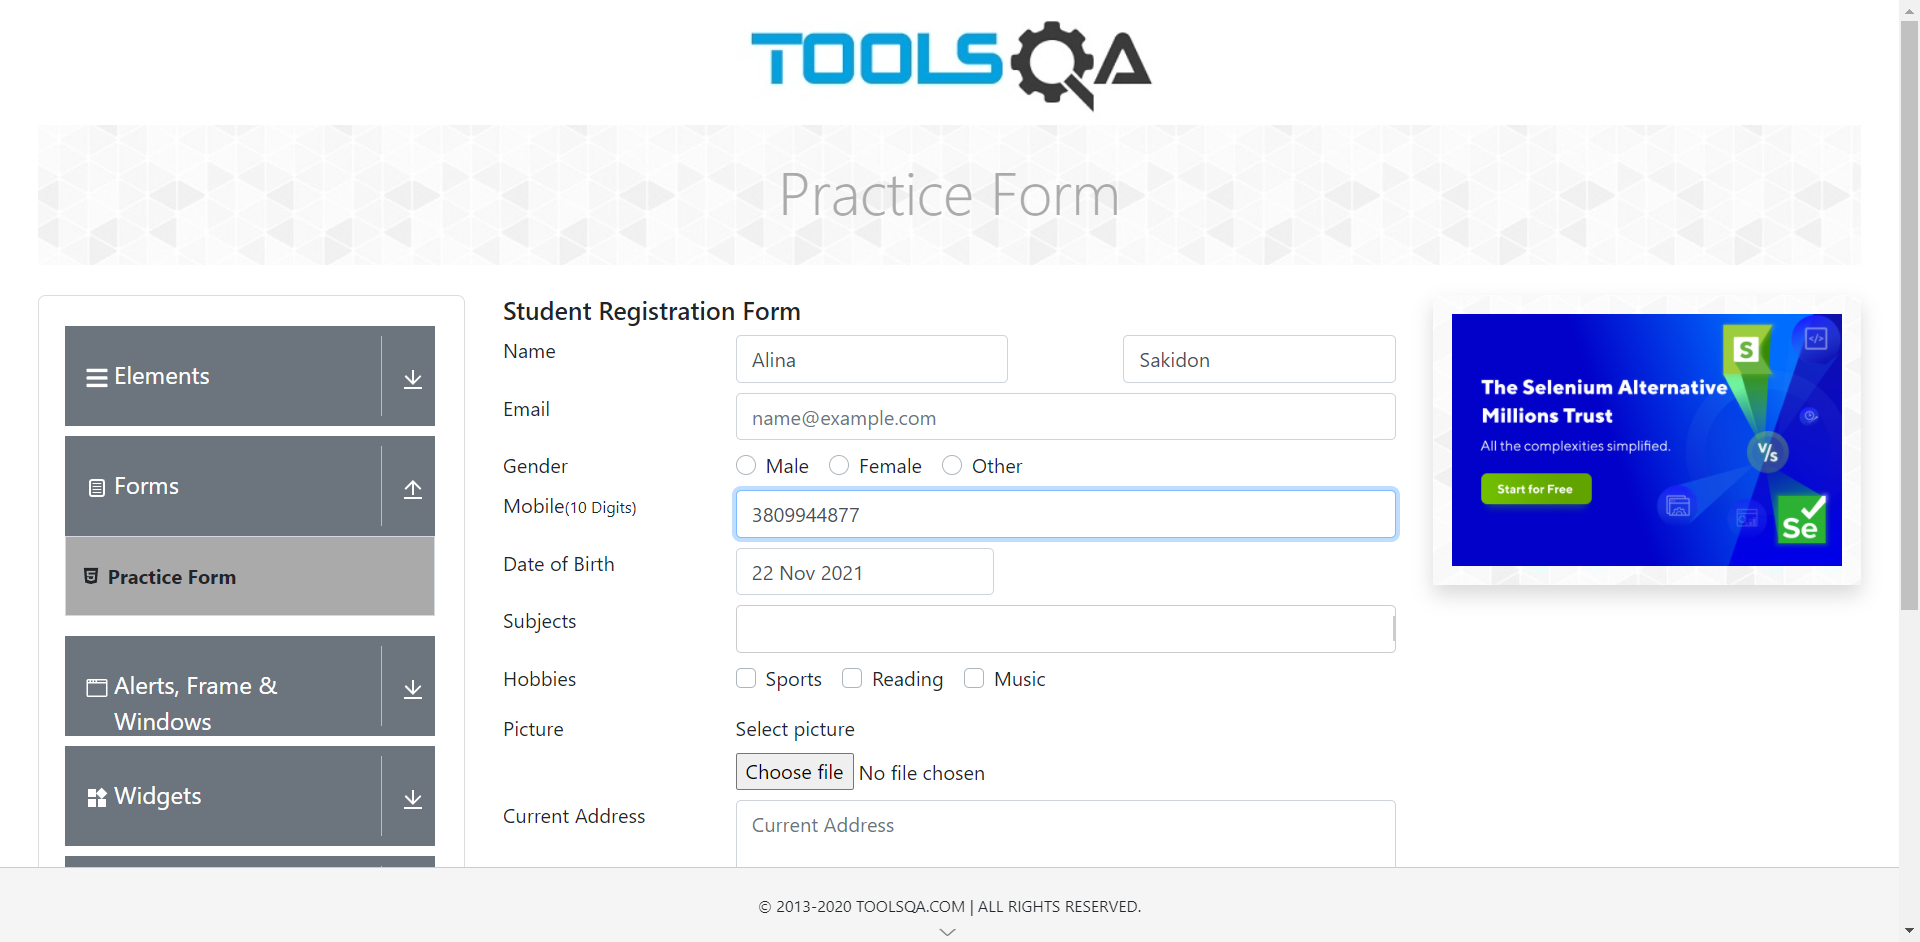 TOOLSQA
Practice Form
Elements
Forms
Practice Form
Alerts, Frame &
Windows
Widgets
Student Registration Form
Name
Alina
Sakidon
Email
name@example.com
Gender
Male
Female
Other
Mobile(10 Digits)
3809944877
Date of Birth
22 Nov 2021
Subjects
Hobbies
Sports
Reading
Music
Picture
Select picture
Choose file No file chosen
Current Address
Current Address
The Selenium Alternative
Millions Trust
All the complexities simplified.
Start for Free
S
</>
V/s
Se
© 2013-2020 TOOLSQA.COM | ALL RIGHTS RESERVED.